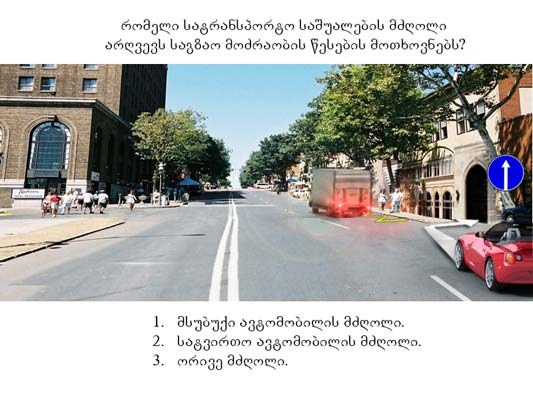 რომელი სატრანსპორტო საშუალების მძღოლი
არღვევს საგზაო მოძრაობის წესების მოთხოვნებს?
1. მსუბუქი ავტომობილის მძღოლი.
2. საგვირთო ავტომობილის მძღოლი.
3. ორივე მძღოლი.